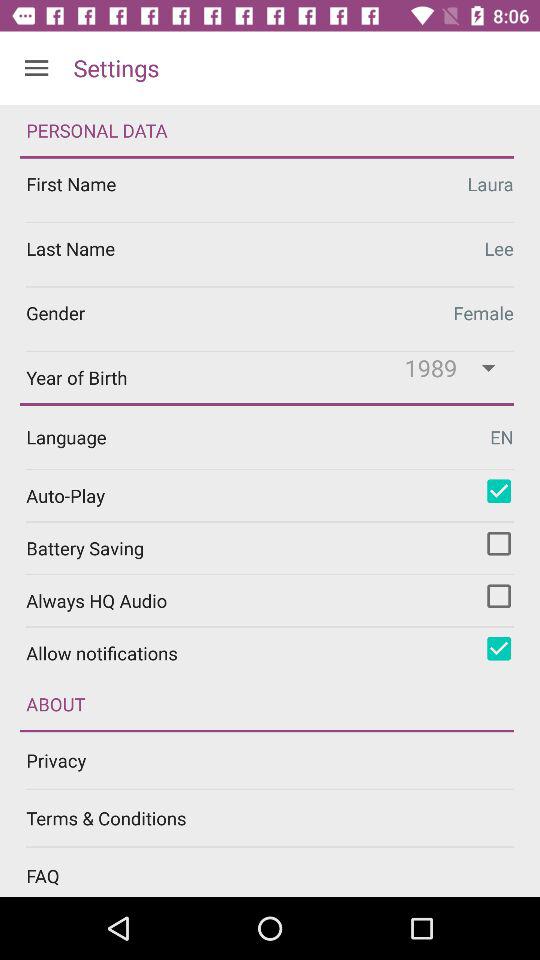 8:06
Settings
PERSONAL DATA
First Name Laura
Last Name Lee
Gender Female
Year of Birth 1989
Language EN
Auto-Play
Battery Saving
Always HQ Audio
Allow notifications
ABOUT
Privacy
Terms & Conditions
FAQ